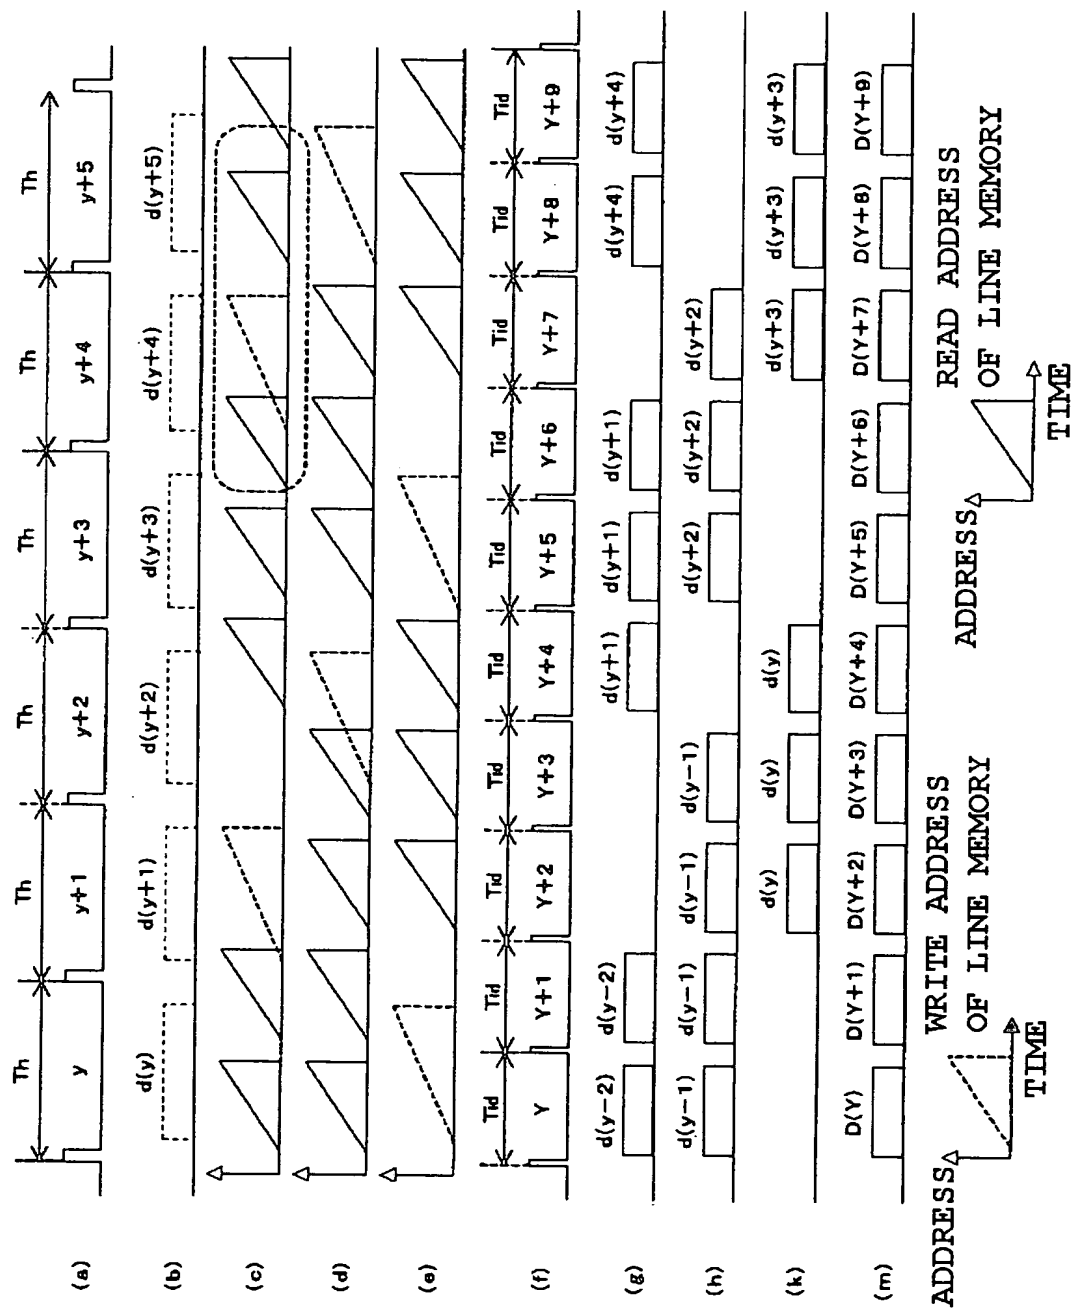 (a) Th Th Th Th Th Th
y y+1 y+2 y+3 y+4 y+5
(b) d(y) d(y+1) d(y+2) d(y+3) d(y+4) d(y+5)
(c)
(d)
(e)
(f) Tid Tid Tid Tid Tid Tid Tid Tid Tid Tid
Y Y+1 Y+2 Y+3 Y+4 Y+5 Y+6 Y+7 Y+8 Y+9
(g) d(y-2) d(y-2) d(y+1) d(y+1) d(y+1) d(y+4) d(y+4)
(h) d(y-1) d(y-1) d(y-1) d(y-1) d(y+2) d(y+2) d(y+2)
(k) d(y) d(y) d(y) d(y+3) d(y+3) d(y+3)
(m) D(Y) D(Y+1) D(Y+2) D(Y+3) D(Y+4) D(Y+5) D(Y+6) D(Y+7) D(Y+8) D(Y+9)
ADDRESS
TIME
WRITE ADDRESS
OF LINE MEMORY
ADDRESS
TIME
READ ADDRESS
OF LINE MEMORY